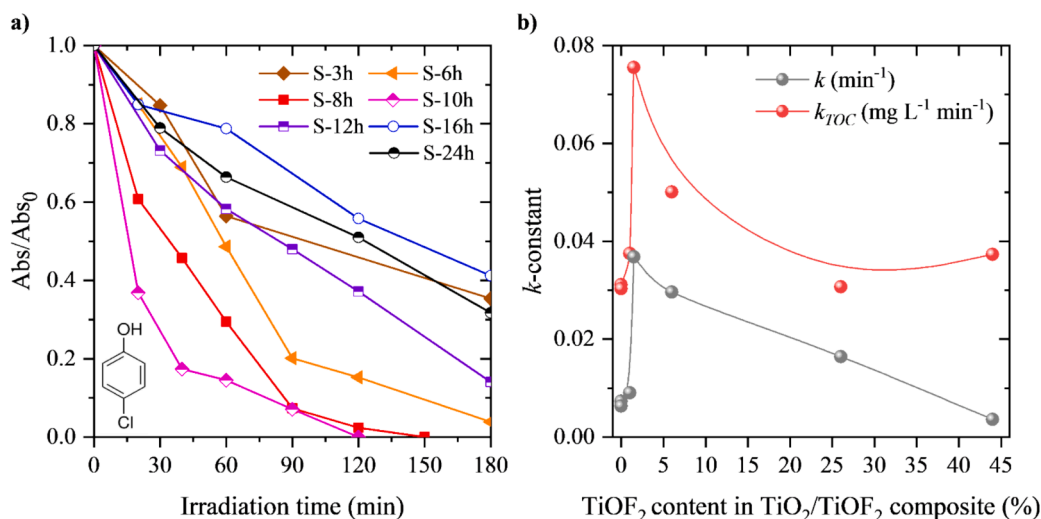 a)
Abs/Abs₀
1.0
0.8
0.6
0.4
0.2
0.0
0 30 60 90 120 150 180
Irradiation time (min)
S-3h S-6h
S-8h S-10h
S-12h S-16h
S-24h
OH
Cl
b)
k-constant
0.08
0.06
0.04
0.02
0.00
0 5 10 15 20 25 30 35 40 45
TiOF₂ content in TiO₂/TiOF₂ composite (%)
k (min⁻¹)
k_TOC (mg L⁻¹ min⁻¹)